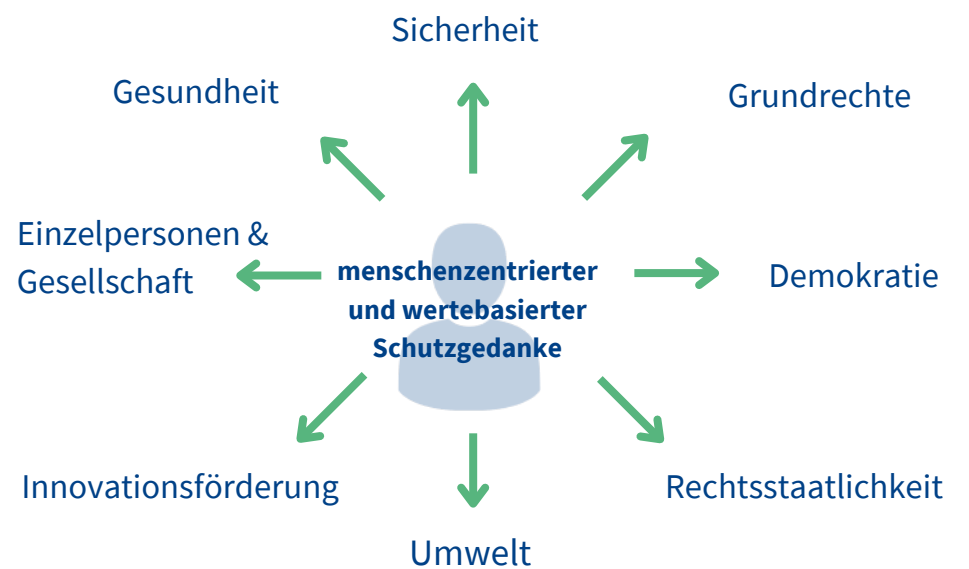 Sicherheit
Gesundheit
Grundrechte
Einzelpersonen &
Gesellschaft
menschenzentrierter
und wertebasierter
Schutzgedanke
Demokratie
Innovationsförderung
Rechtsstaatlichkeit
Umwelt